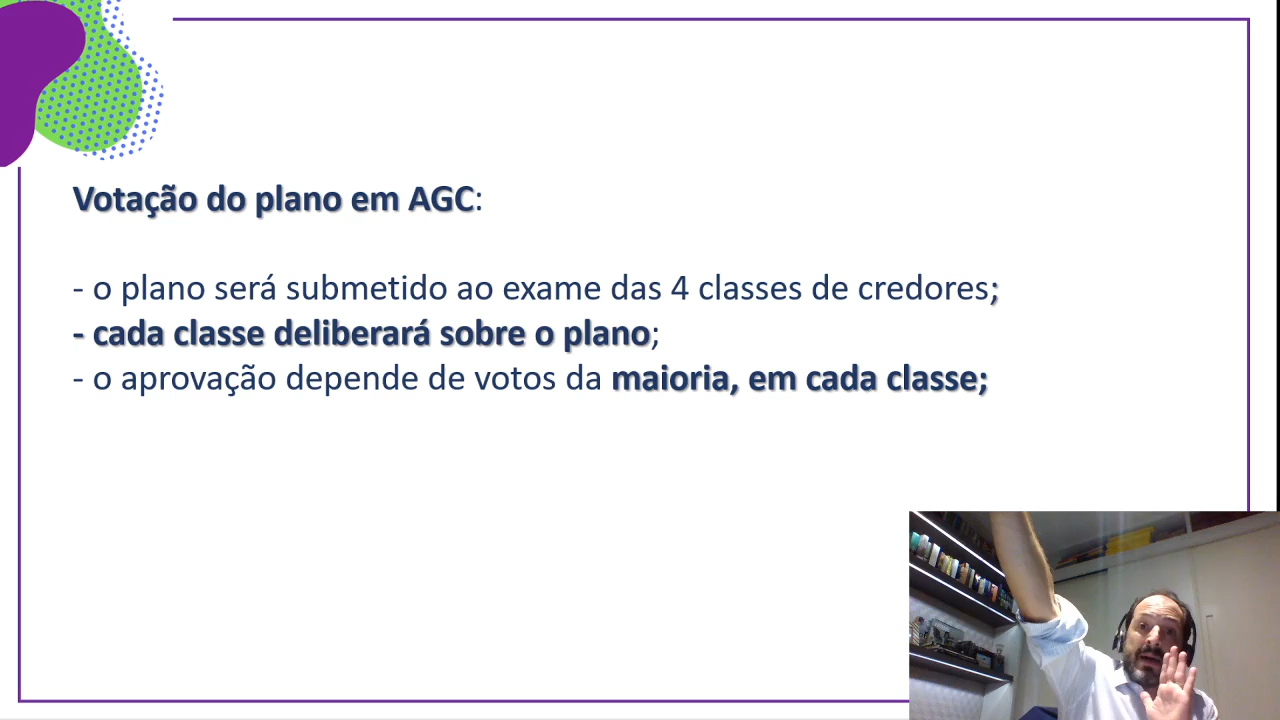 Votação do plano em AGC:
- o plano será submetido ao exame das 4 classes de credores;
- cada classe deliberará sobre o plano;
- o aprovação depende de votos da maioria, em cada classe;